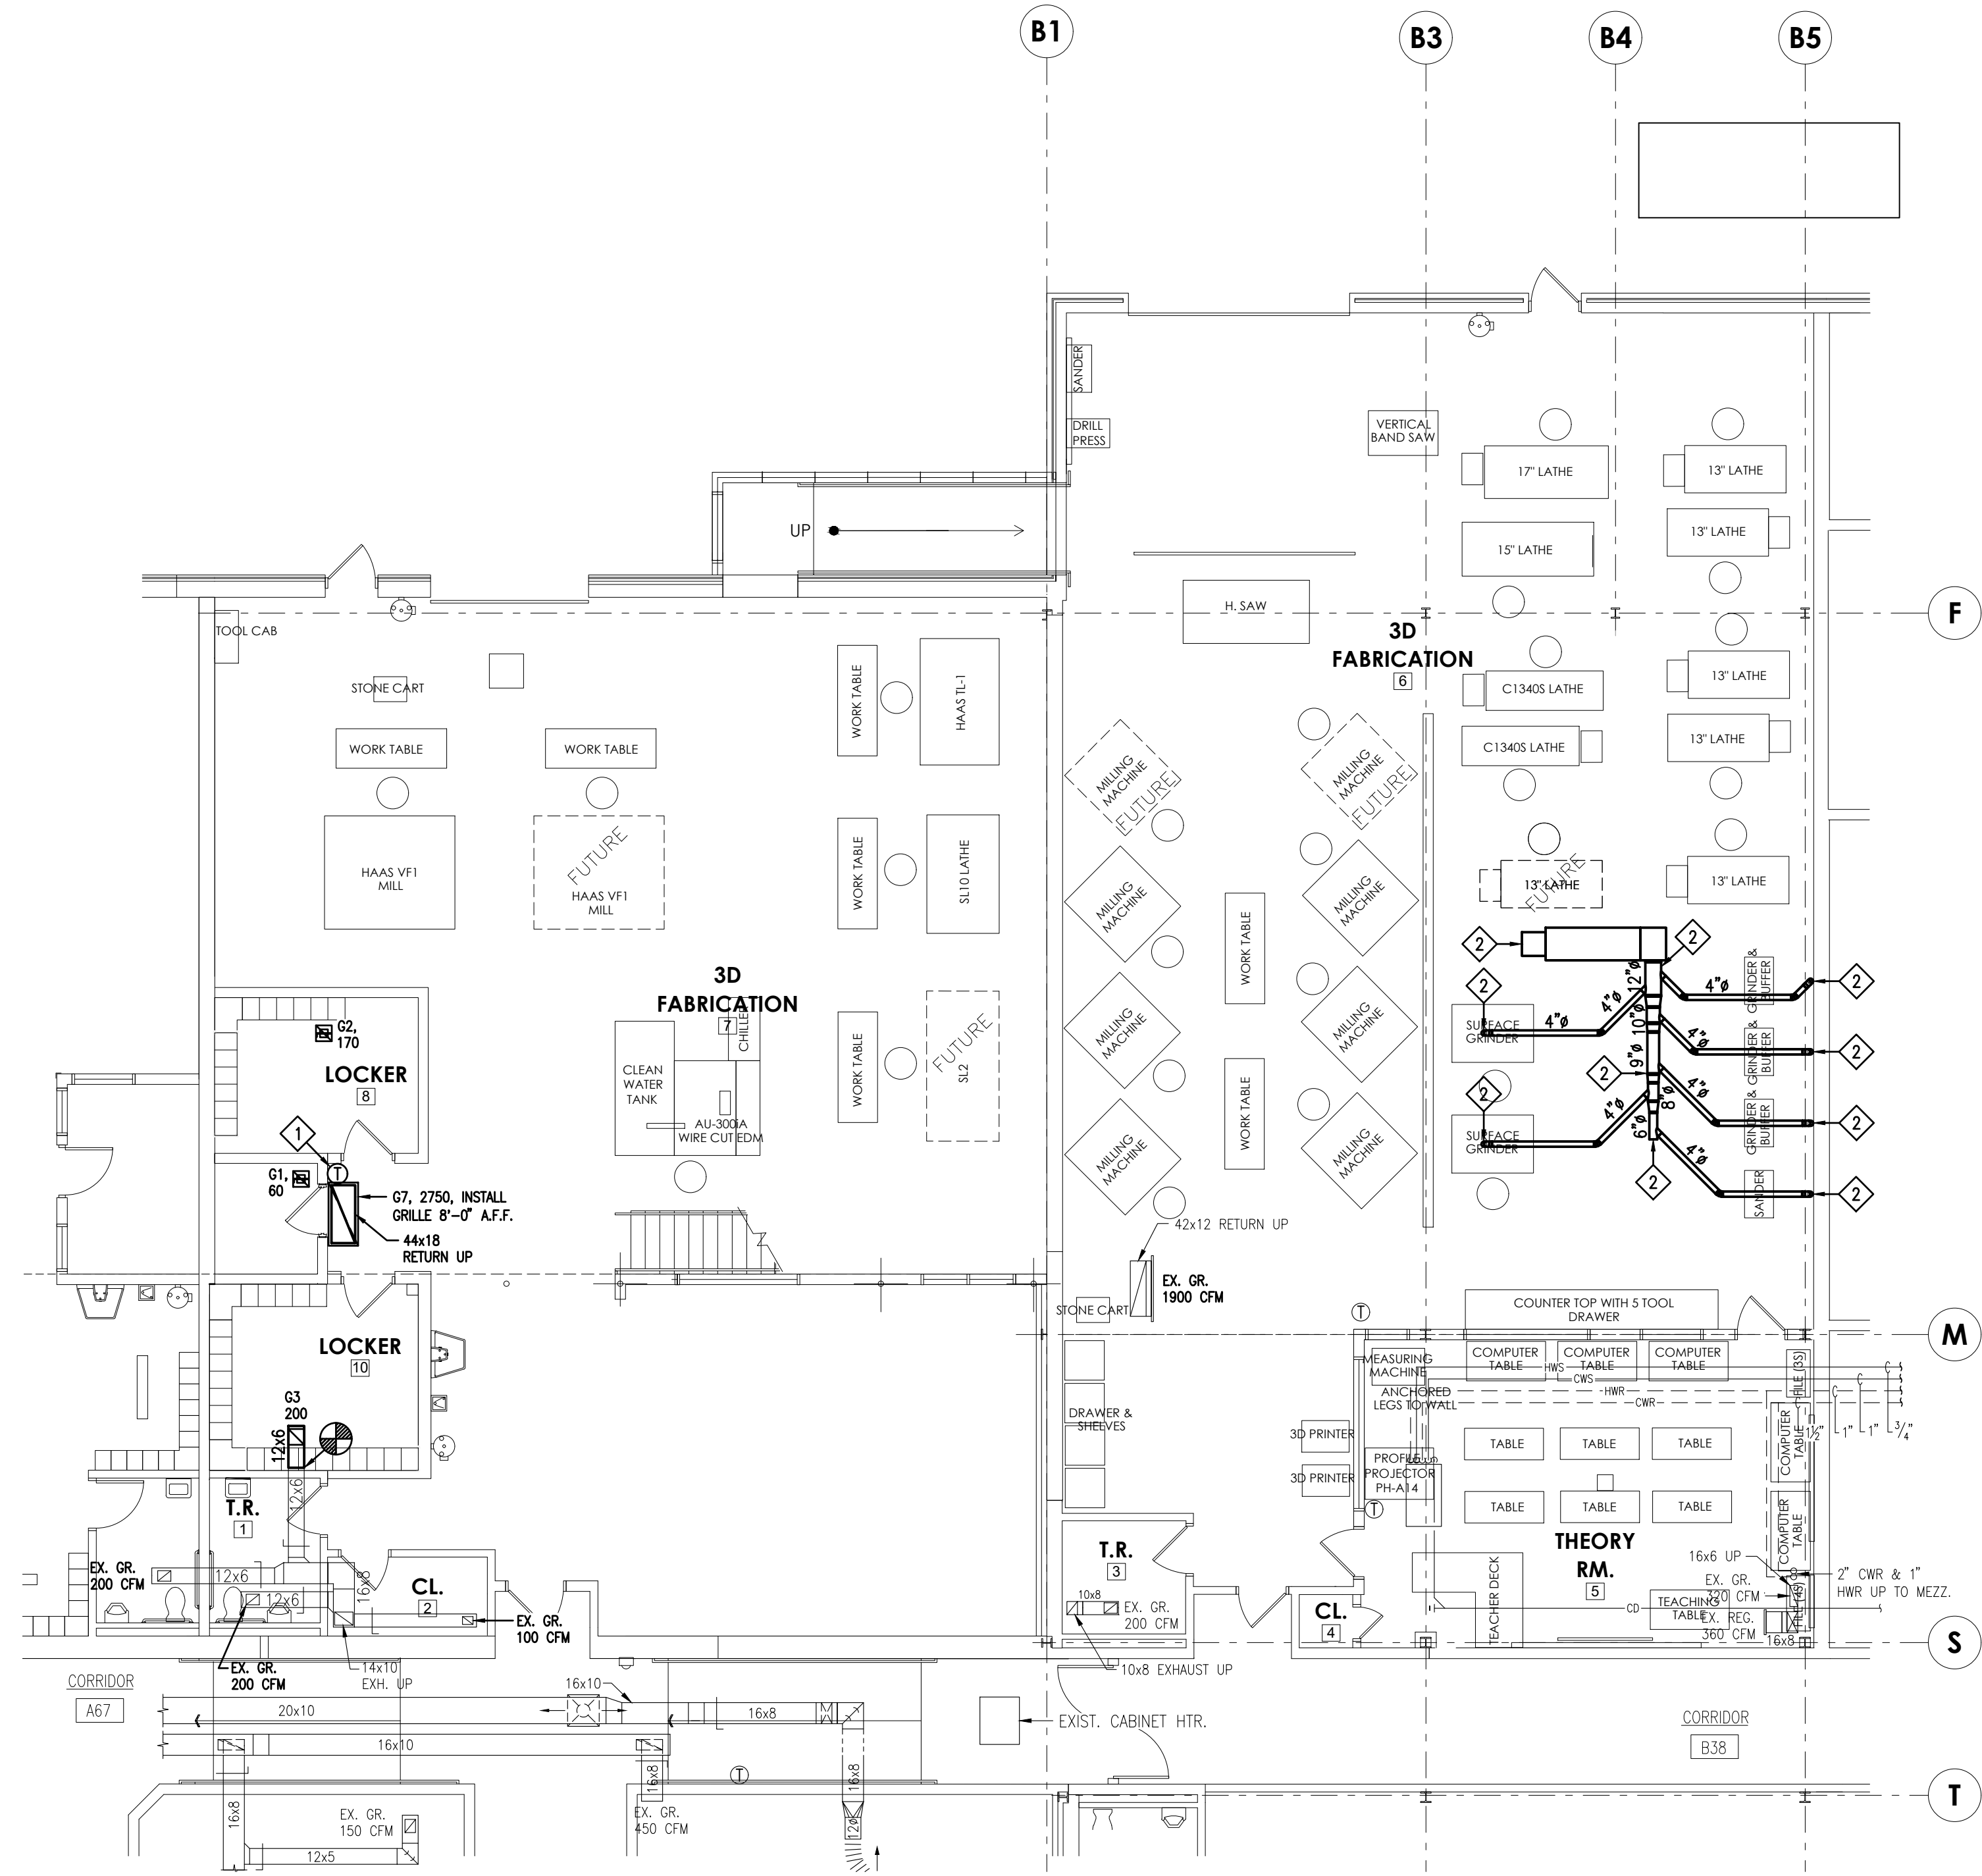 B1
B3
B4
B5
SANDER
DRILL
PRESS
VERTICAL
BAND SAW
17" LATHE
13" LATHE
15" LATHE
13" LATHE
UP
H. SAW
F
TOOL CAB
3D
FABRICATION
6
STONE CART
WORK TABLE
WORK TABLE
WORK TABLE
HAAS TL-1
C1340S LATHE
13" LATHE
C1340S LATHE
13" LATHE
MILLING
MACHINE
FUTURE
MILLING
MACHINE
FUTURE
HAAS VF1
MILL
FUTURE
HAAS VF1
MILL
WORK TABLE
SL10 LATHE
MILLING
MACHINE
MILLING
MACHINE
13" LATHE
FUTURE
13" LATHE
WORK TABLE
3D
FABRICATION
7
CHILLER
CLEAN
WATER
TANK
AU-300iA
WIRE CUT EDM
WORK TABLE
FUTURE
SL2
MILLING
MACHINE
MILLING
MACHINE
WORK TABLE
MILLING
MACHINE
MILLING
MACHINE
2
2
2
12"ø
4"ø
4"ø
4"ø
GRINDER &
BUFFER
2
SURFACE
GRINDER
10"ø
4"ø
GRINDER &
BUFFER
2
9"ø
2
2
4"ø
4"ø
8"ø
GRINDER &
BUFFER
2
SURFACE
GRINDER
6"ø
4"ø
2
SANDER
2
G2,
170
LOCKER
8
1
T
G1,
60
G7, 2750, INSTALL
GRILLE 8'-0" A.F.F.
44x18
RETURN UP
42x12 RETURN UP
EX. GR.
1900 CFM
STONE CART
T
COUNTER TOP WITH 5 TOOL
DRAWER
M
LOCKER
10
G3
200
12x6
12x6
DRAWER &
SHELVES
MEASURING
MACHINE
ANCHORED
LEGS TO WALL
COMPUTER
TABLE
COMPUTER
TABLE
COMPUTER
TABLE
HWS
CWS
HWR
CWR
FILE (3S)
1½"
1"
1"
¾"
3D PRINTER
3D PRINTER
PROFILE
PROJECTOR
PH-A14
T
TABLE
TABLE
TABLE
TABLE
TABLE
TABLE
COMPUTER
TABLE
COMPUTER
TABLE
T.R.
1
EX. GR.
200 CFM
12x6
12x6
16x8
CL.
2
EX. GR.
100 CFM
EX. GR.
200 CFM
14x10
EXH. UP
T.R.
3
10x8
EX. GR.
200 CFM
10x8 EXHAUST UP
CL.
4
TEACHER DECK
THEORY
RM.
5
16x6 UP
EX. GR.
320 CFM
TEACHING
TABLE
EX. REG.
360 CFM
16x8
FILE (4S)
CD
2" CWR & 1"
HWR UP TO MEZZ.
S
CORRIDOR
A67
20x10
16x10
16x8
16x10
EXIST. CABINET HTR.
CORRIDOR
B38
T
T
16x8
16x8
16x8
12ø
EX. GR.
150 CFM
12x5
EX. GR.
450 CFM